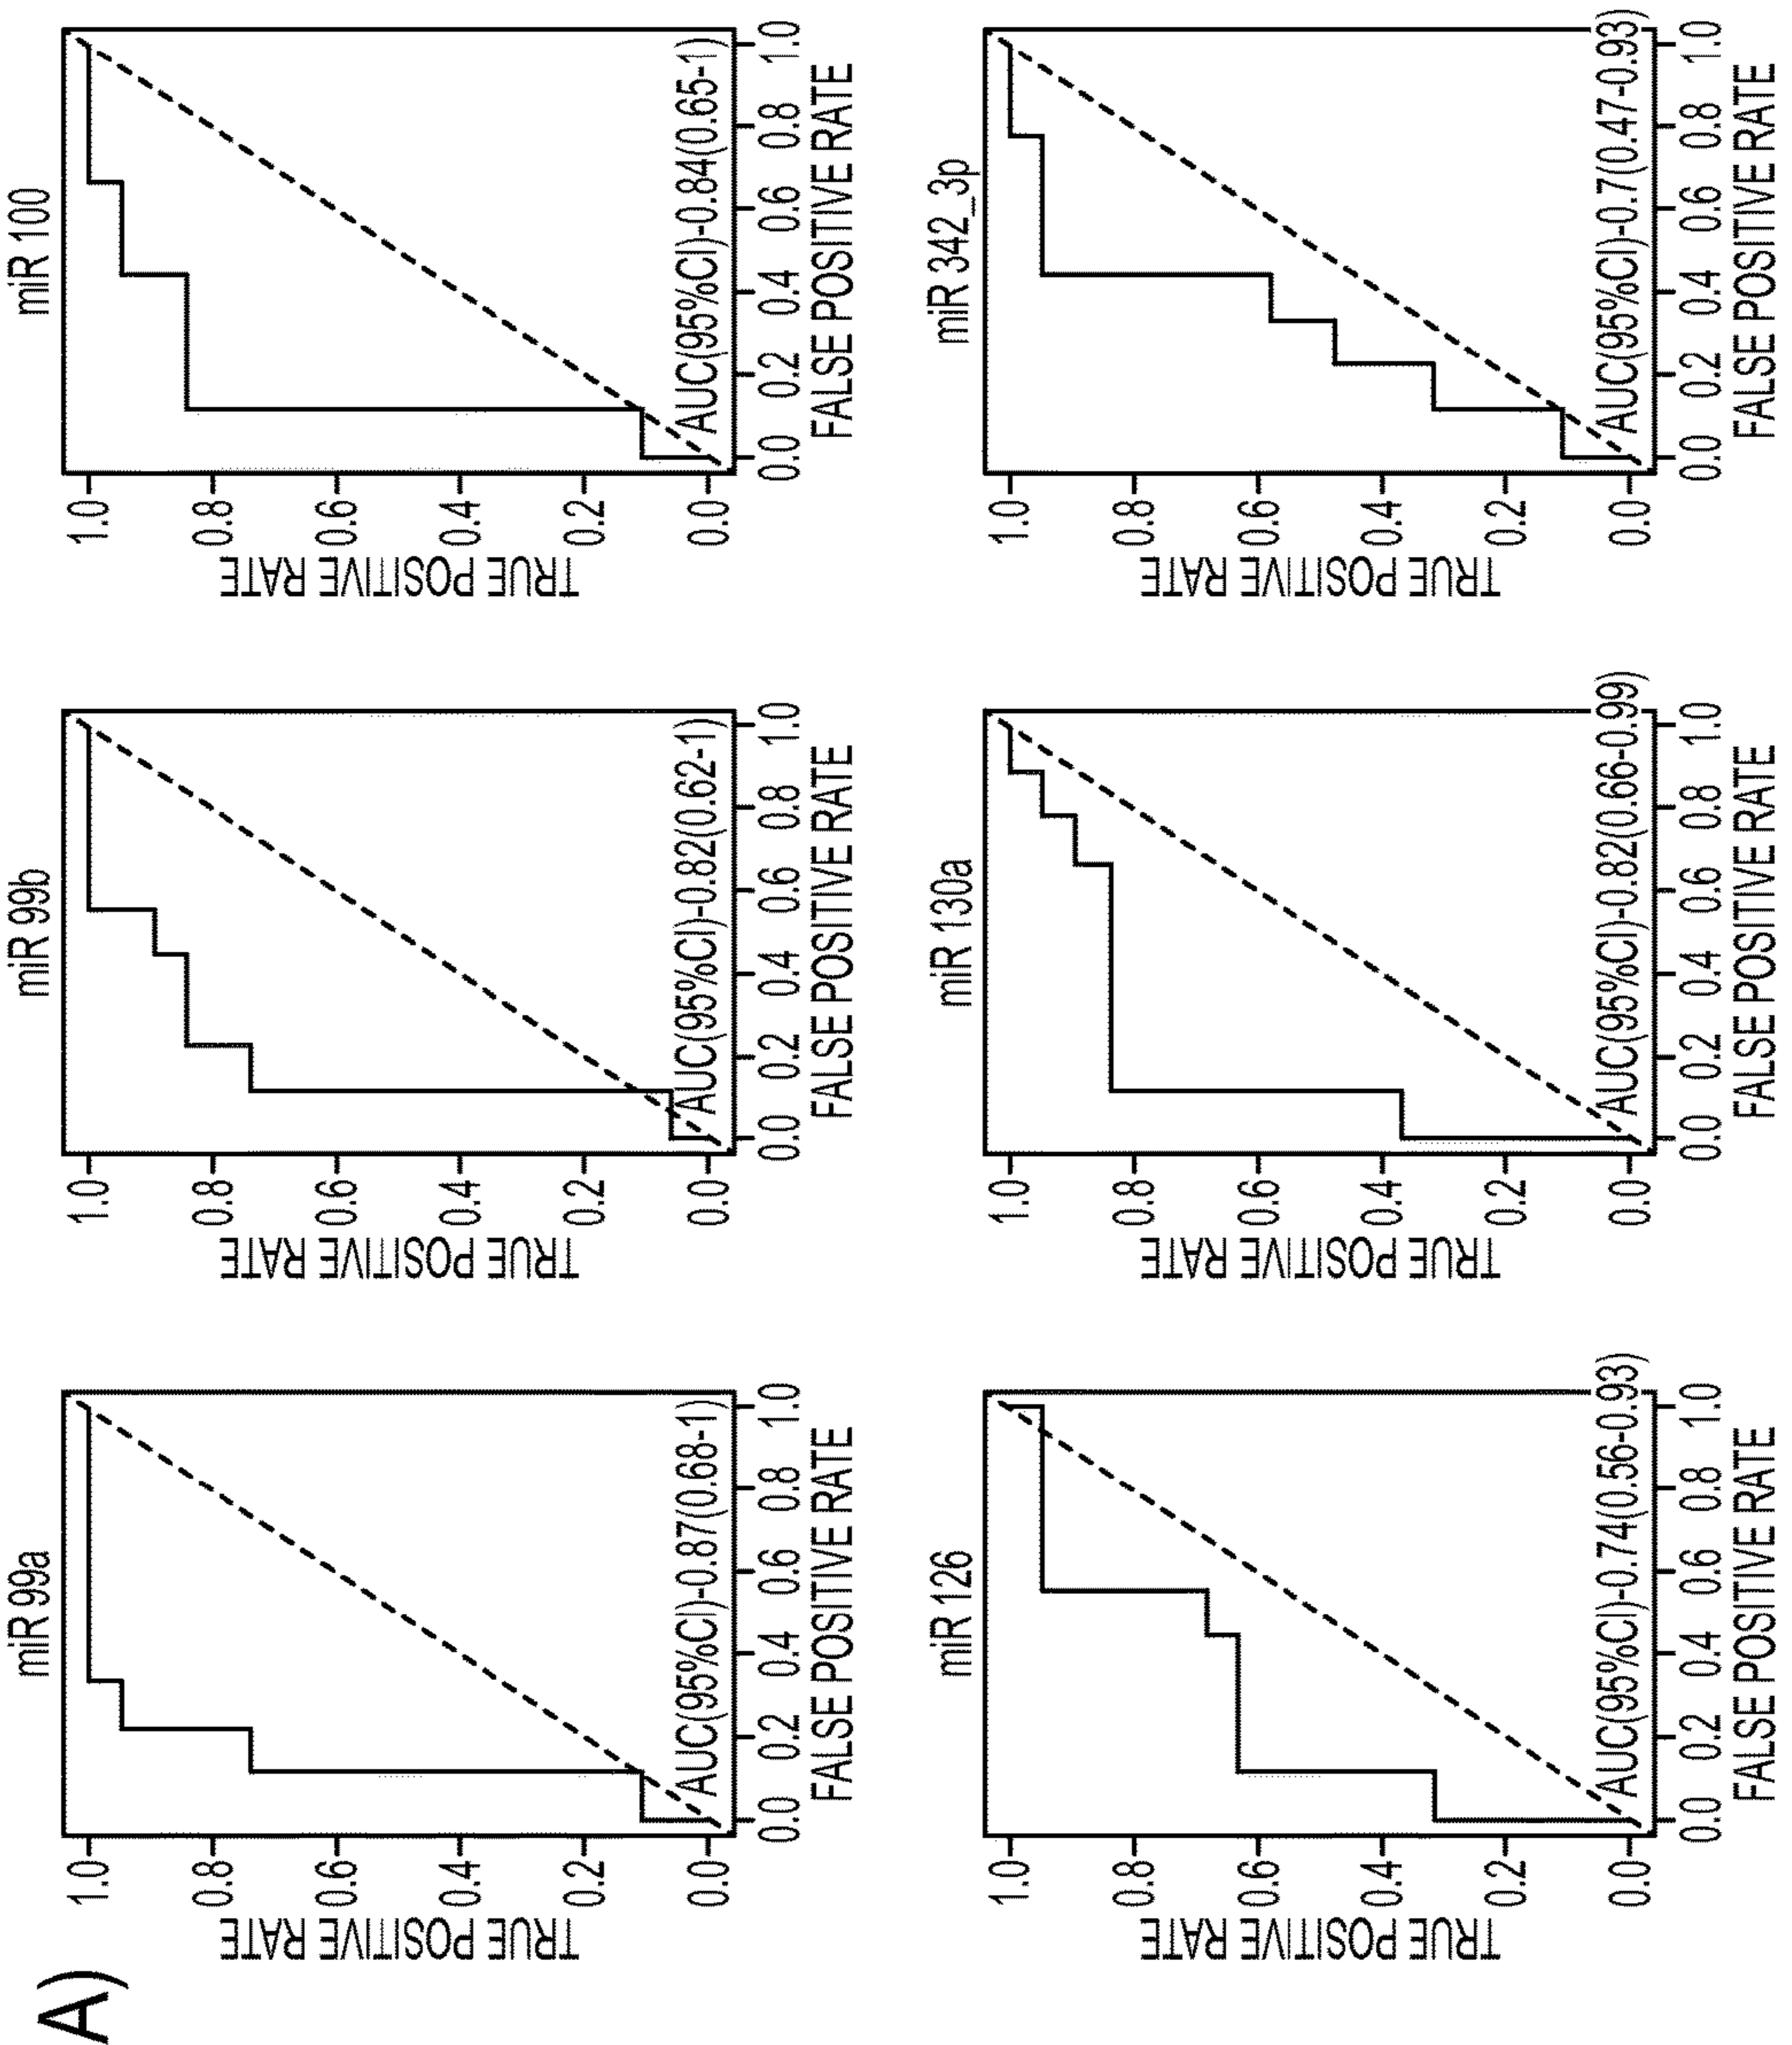 A)
miR 99a
TRUE POSITIVE RATE
1.0
0.8
0.6
0.4
0.2
0.0
AUC(95%CI)-0.87(0.68-1)
0.0 0.2 0.4 0.6 0.8 1.0
FALSE POSITIVE RATE
miR 99b
TRUE POSITIVE RATE
1.0
0.8
0.6
0.4
0.2
0.0
AUC(95%CI)-0.82(0.62-1)
0.0 0.2 0.4 0.6 0.8 1.0
FALSE POSITIVE RATE
miR 100
TRUE POSITIVE RATE
1.0
0.8
0.6
0.4
0.2
0.0
AUC(95%CI)-0.84(0.65-1)
0.0 0.2 0.4 0.6 0.8 1.0
FALSE POSITIVE RATE
miR 126
TRUE POSITIVE RATE
1.0
0.8
0.6
0.4
0.2
0.0
AUC(95%CI)-0.74(0.56-0.93)
0.0 0.2 0.4 0.6 0.8 1.0
FALSE POSITIVE RATE
miR 130a
TRUE POSITIVE RATE
1.0
0.8
0.6
0.4
0.2
0.0
AUC(95%CI)-0.82(0.66-0.99)
0.0 0.2 0.4 0.6 0.8 1.0
FALSE POSITIVE RATE
miR 342_3p
TRUE POSITIVE RATE
1.0
0.8
0.6
0.4
0.2
0.0
AUC(95%CI)-0.7(0.47-0.93)
0.0 0.2 0.4 0.6 0.8 1.0
FALSE POSITIVE RATE